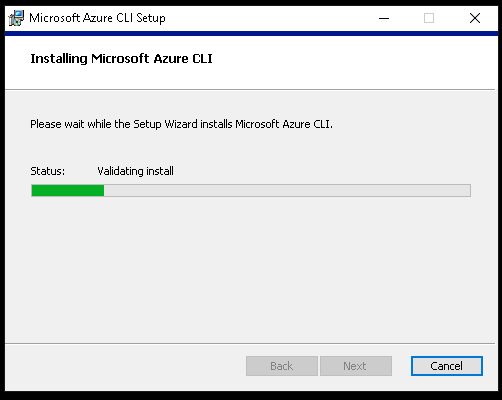 Microsoft Azure CLI Setup
Installing Microsoft Azure CLI
Please wait while the Setup Wizard installs Microsoft Azure CLI.
Status: Validating install
Back Next Cancel